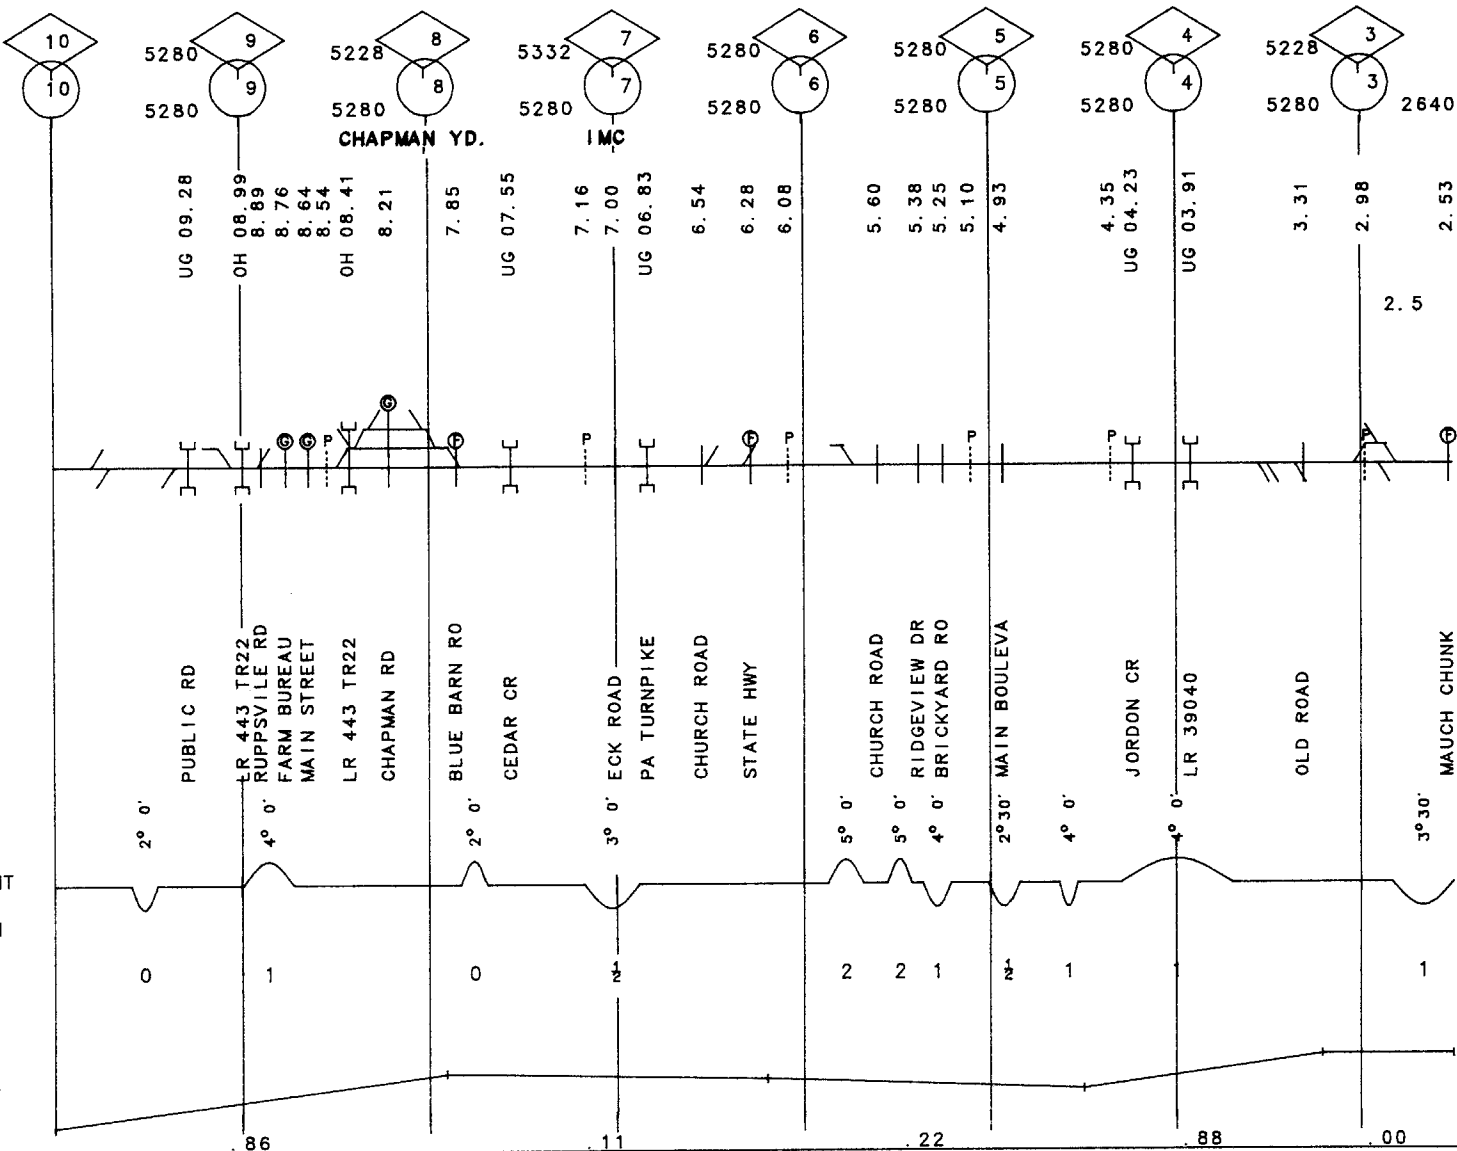 10 9 8 7 6 5 4 3
5280 5228 5332 5280 5280 5280 5228
10 9 8 7 6 5 4 3
5280 5280 5280 5280 5280 5280 5280 2640
CHAPMAN YD. IMC
UG 09.28
OH 08.99
8.89
8.76
8.64
8.54
OH 08.41
8.21
7.85
UG 07.55
7.16
7.00
UG 06.83
6.54
6.28
6.08
5.60
5.38
5.25
5.10
4.93
4.35
UG 04.23
UG 03.91
3.31
2.98
2.53
2.5
G
G G P F P F P P P P F
PUBLIC RD
LR 443 TR22
RUPPSVILE RD
FARM BUREAU
MAIN STREET
LR 443 TR22
CHAPMAN RD
BLUE BARN RO
CEDAR CR
ECK ROAD
PA TURNPIKE
CHURCH ROAD
STATE HWY
CHURCH ROAD
RIDGEVIEW DR
BRICKYARD RO
MAIN BOULEVA
JORDON CR
LR 39040
OLD ROAD
MAUCH CHUNK
2° 0' 4° 0' 2° 0' 3° 0' 5° 0' 5° 0' 4° 0' 2°30' 4° 0' 4° 0' 3°30'
0 1 0 ½ 2 2 1 ½ 1 1 1
.86 .11 .22 .88 .00